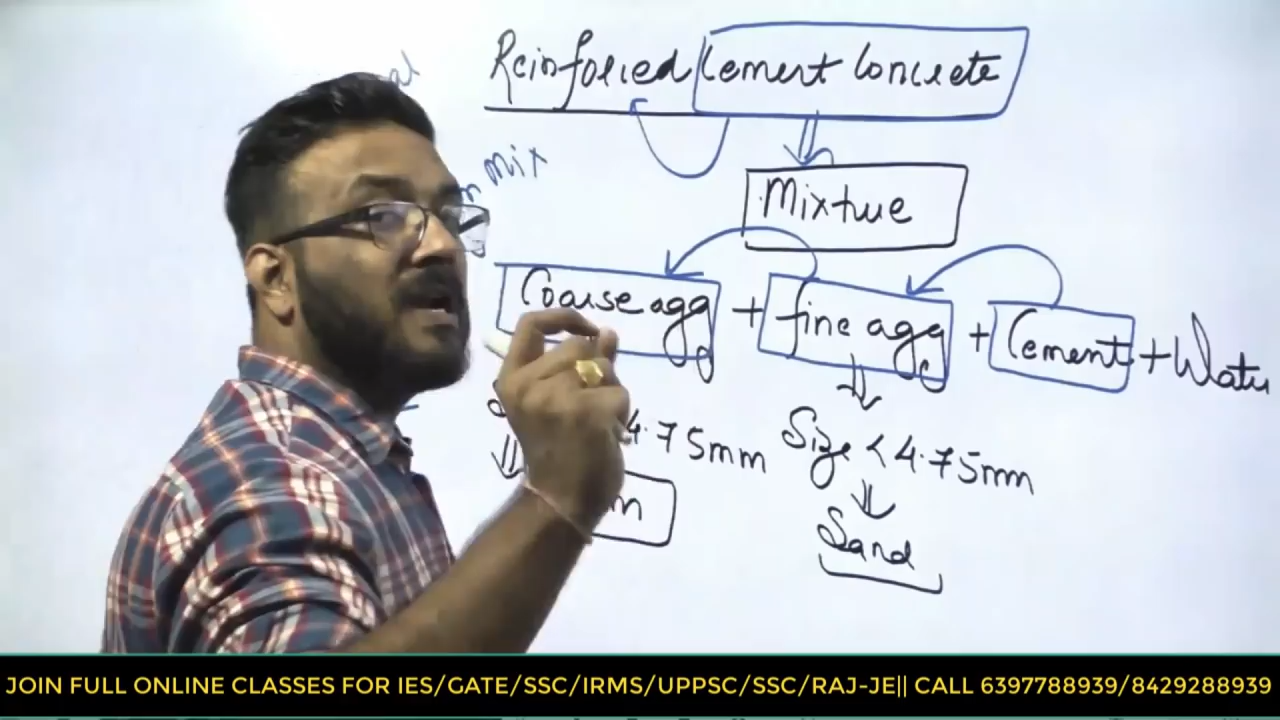 Reinforced Cement Concrete
mix
Mixture
Coarse agg + fine agg + Cement + Water
4.75mm Size < 4.75mm
Sand
JOIN FULL ONLINE CLASSES FOR IES/GATE/SSC/IRMS/UPPSC/SSC/RAJ-JE|| CALL 6397788939/8429288939